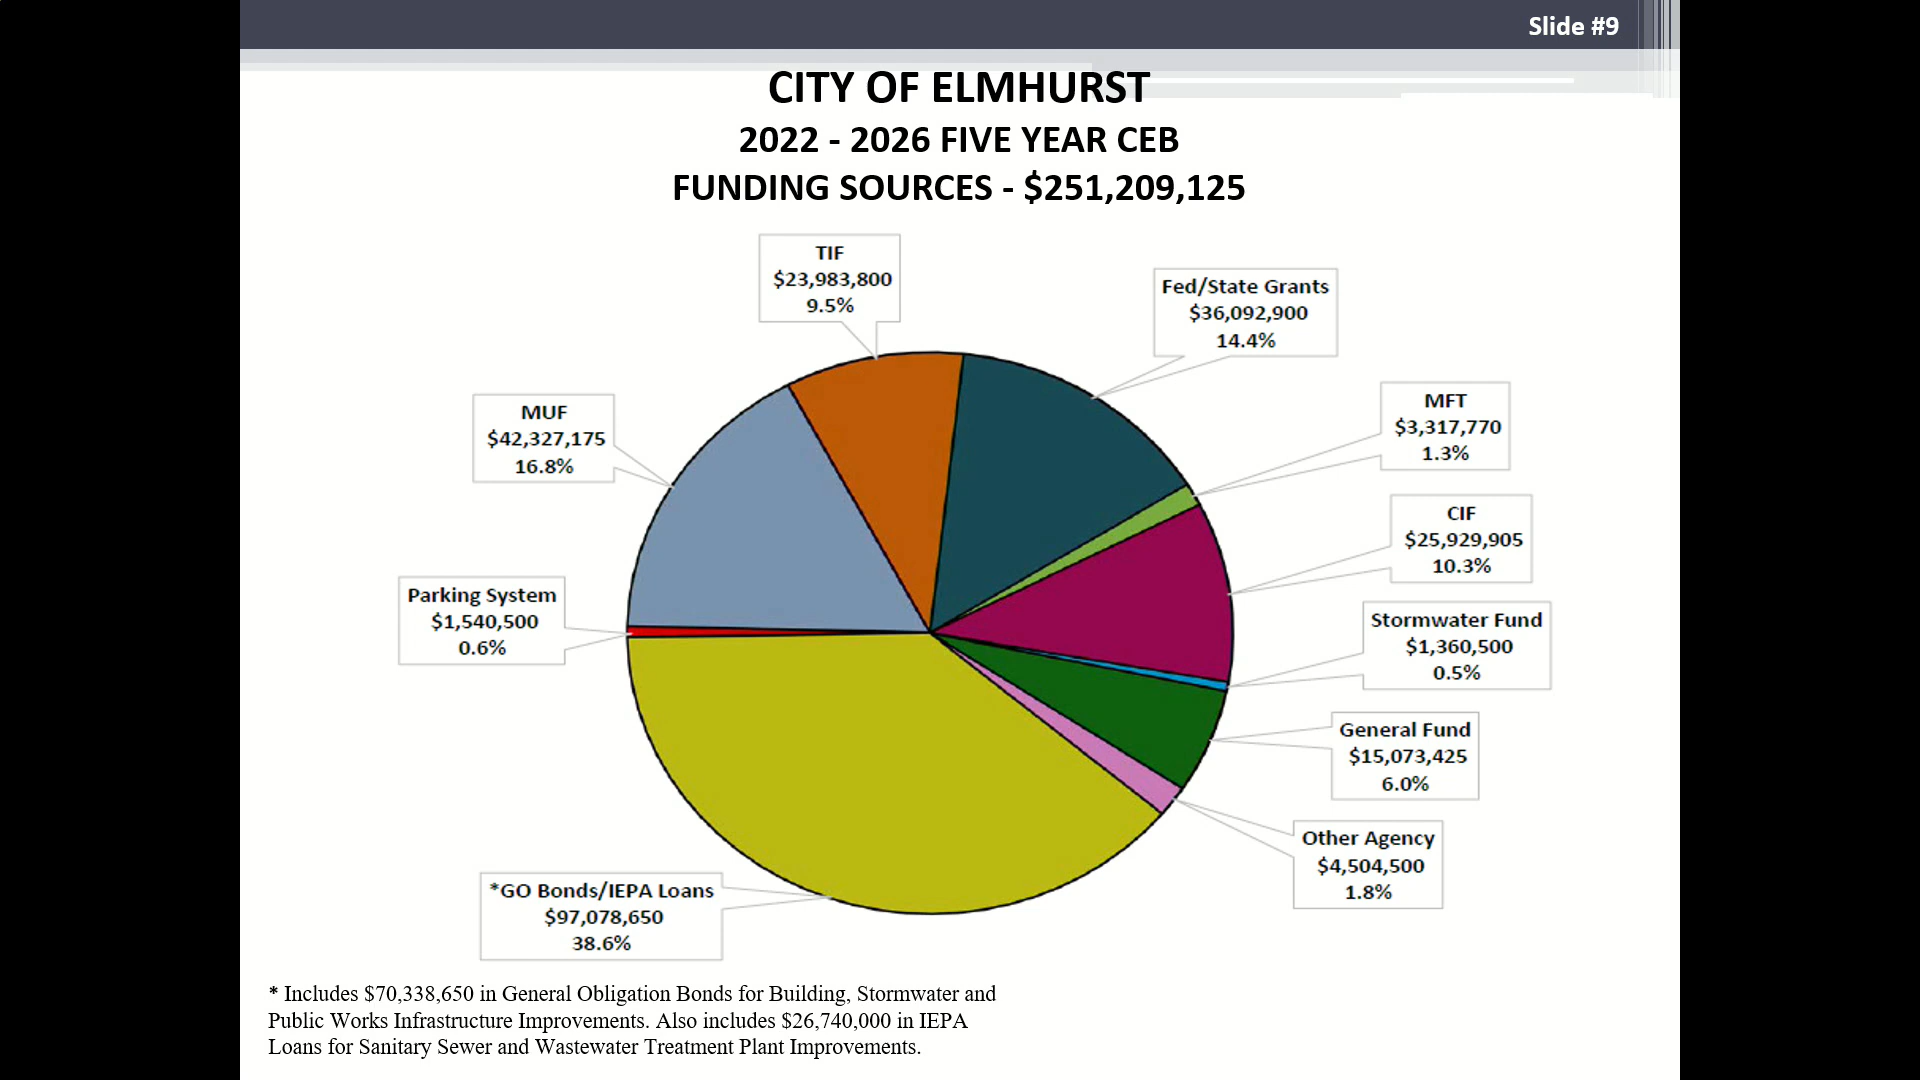 Slide #9
CITY OF ELMHURST
2022 - 2026 FIVE YEAR CEB
FUNDING SOURCES - $251,209,125
TIF
$23,983,800
9.5%
Fed/State Grants
$36,092,900
14.4%
MFT
$3,317,770
1.3%
MUF
$42,327,175
16.8%
CIF
$25,929,905
10.3%
Parking System
$1,540,500
0.6%
Stormwater Fund
$1,360,500
0.5%
General Fund
$15,073,425
6.0%
Other Agency
$4,504,500
1.8%
*GO Bonds/IEPA Loans
$97,078,650
38.6%
* Includes $70,338,650 in General Obligation Bonds for Building, Stormwater and
Public Works Infrastructure Improvements. Also includes $26,740,000 in IEPA
Loans for Sanitary Sewer and Wastewater Treatment Plant Improvements.